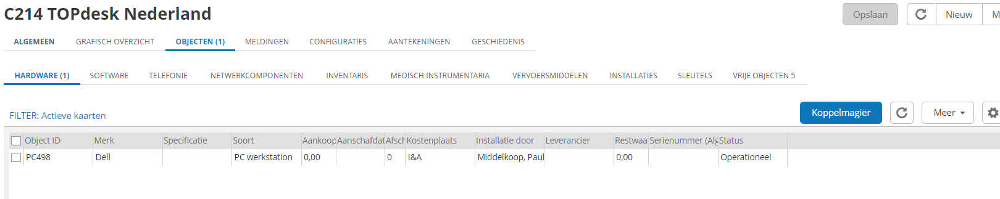 C214 TOPdesk Nederland
Opslaan Nieuw M
ALGEMEEN GRAFISCH OVERZICHT OBJECTEN (1) MELDINGEN CONFIGURATIES AANTEKENINGEN GESCHIEDENIS
HARDWARE (1) SOFTWARE TELEFONIE NETWERKCOMPONENTEN INVENTARIS MEDISCH INSTRUMENTARIA VERVOERSMIDDELEN INSTALLATIES SLEUTELS VRIJE OBJECTEN 5
FILTER: Actieve kaarten Koppelmagiër Meer
Object ID Merk Specificatie Soort Aankoop Aanschafdat Afsch Kostenplaats Installatie door Leverancier Restwaa Serienummer (Alg Status
PC498 Dell PC werkstation 0,00 0 I&A Middelkoop, Paul 0,00 Operationeel